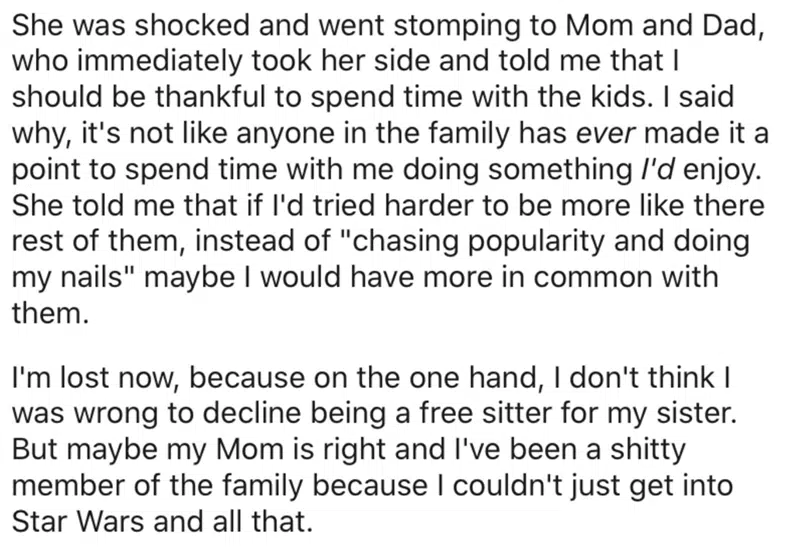 She was shocked and went stomping to Mom and Dad,
who immediately took her side and told me that I
should be thankful to spend time with the kids. I said
why, it's not like anyone in the family has ever made it a
point to spend time with me doing something I'd enjoy.
She told me that if I'd tried harder to be more like there
rest of them, instead of "chasing popularity and doing
my nails" maybe I would have more in common with
them.
I'm lost now, because on the one hand, I don't think I
was wrong to decline being a free sitter for my sister.
But maybe my Mom is right and I've been a shitty
member of the family because I couldn't just get into
Star Wars and all that.